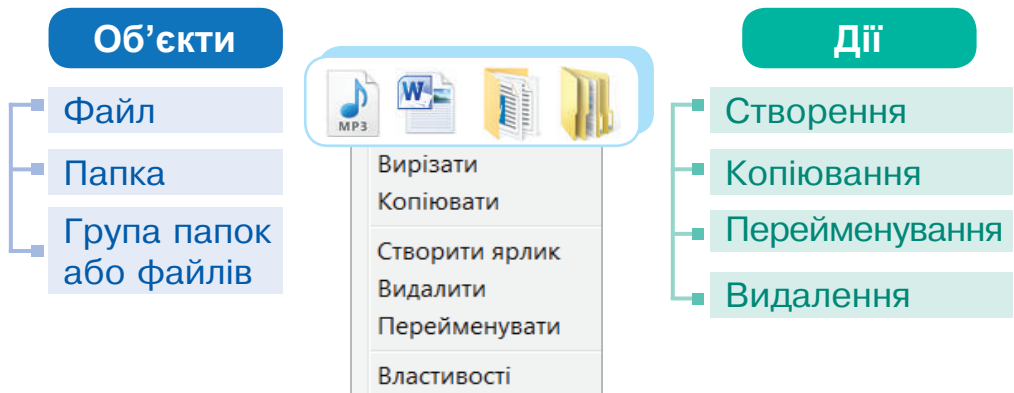 Об’єкти
Файл
Папка
Група папок
або файлів
MP3
W
Вирізати
Копіювати
Створити ярлик
Видалити
Перейменувати
Властивості
Дії
Створення
Копіювання
Перейменування
Видалення